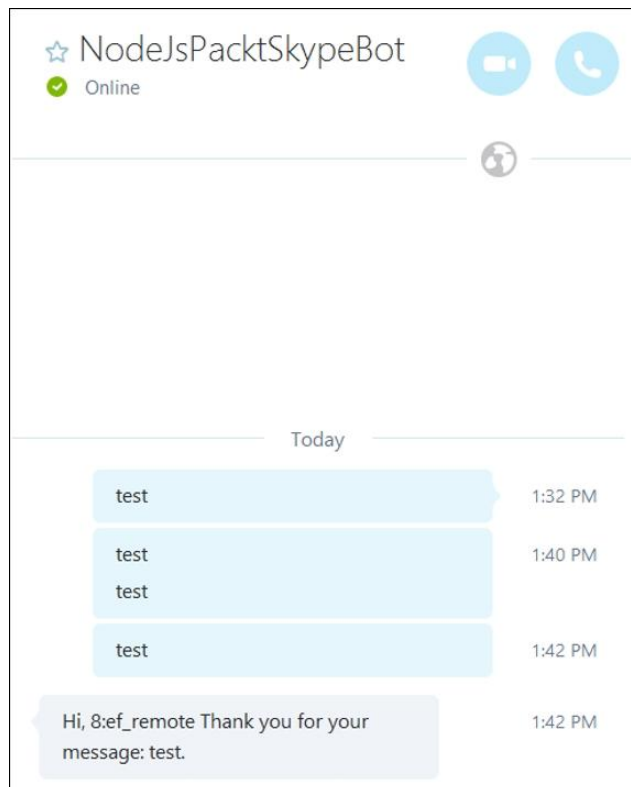 NodeJsPacktSkypeBot
Online
Today
test
1:32 PM
test
1:40 PM
test
test
1:42 PM
Hi, 8:ef_remote Thank you for your
1:42 PM
message: test.